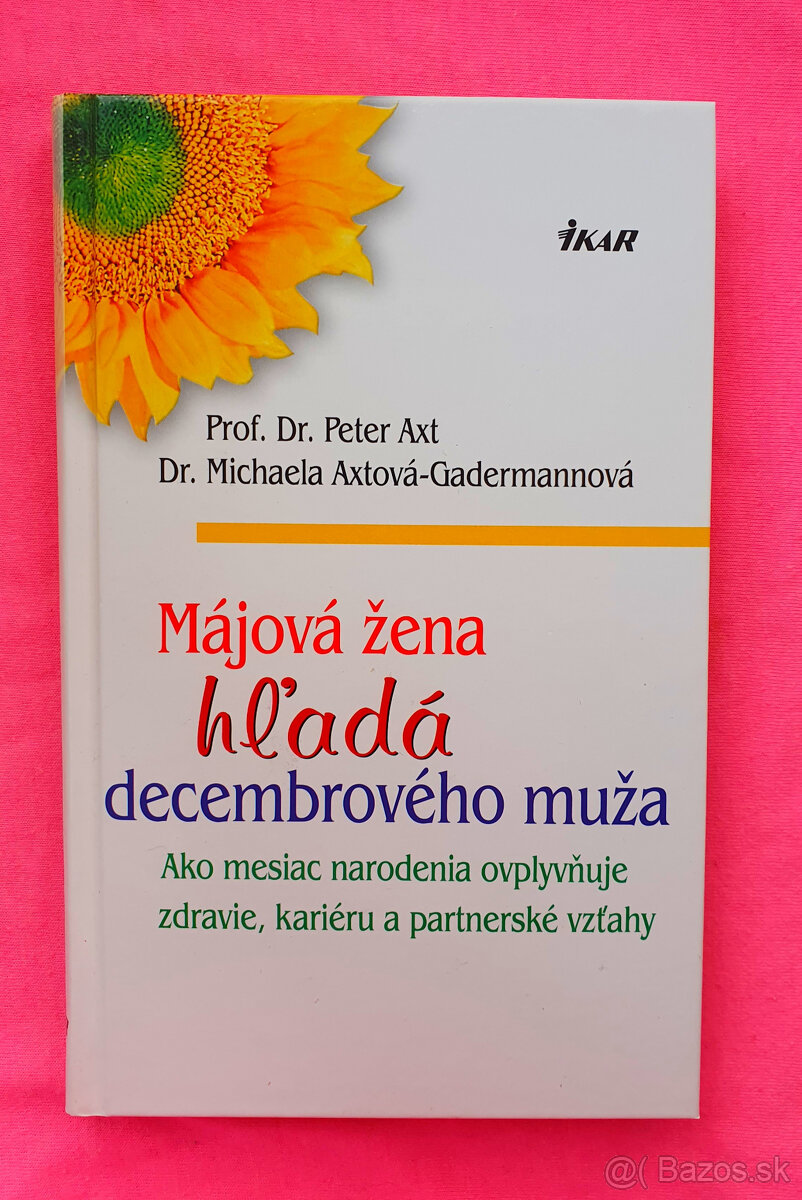 iKAR
Prof. Dr. Peter Axt
Dr. Michaela Axtová-Gadermannová
Májová žena
hľadá
decembrového muža
Ako mesiac narodenia ovplyvňuje
zdravie, kariéru a partnerské vzťahy
@( Bazos.sk